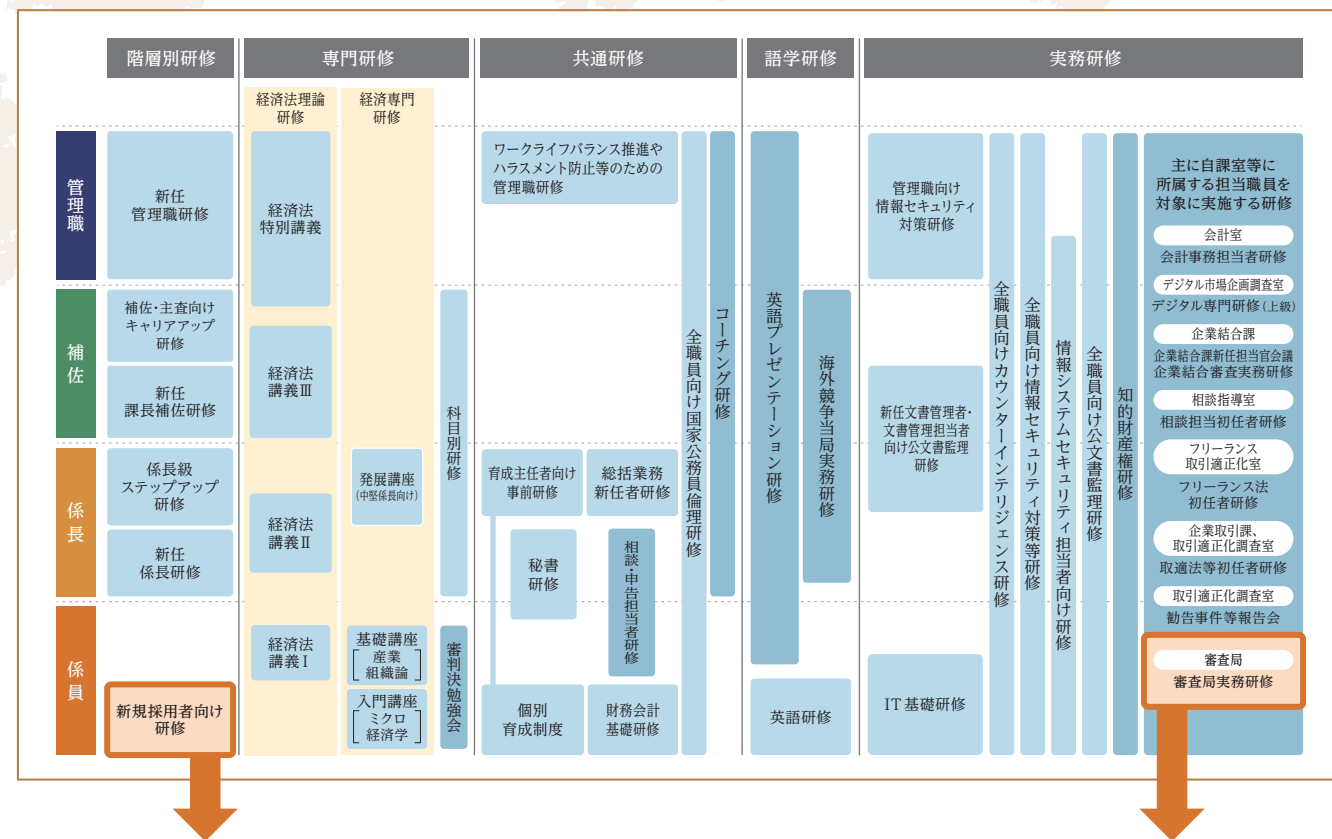 階層別研修
専門研修
共通研修
語学研修
実務研修
経済法理論
研修
経済専門
研修
管理職
補佐
係長
係員
新任
管理職研修
補佐・主査向け
キャリアアップ
研修
新任
課長補佐研修
係長級
ステップアップ
研修
新任
係長研修
新規採用者向け
研修
経済法
特別講義
経済法
講義Ⅲ
経済法
講義Ⅱ
経済法
講義Ⅰ
発展講座
(中堅係長向け)
基礎講座
産業
組織論
入門講座
ミクロ
経済学
科目別研修
審判決勉強会
ワークライフバランス推進や
ハラスメント防止等のための
管理職研修
育成主任者向け
事前研修
総括業務
新任者研修
秘書
研修
相談・申告担当者研修
個別
育成制度
財務会計
基礎研修
全職員向け国家公務員倫理研修
コーチング研修
英語プレゼンテーション研修
海外競争当局実務研修
英語研修
管理職向け
情報セキュリティ
対策研修
新任文書管理者・
文書管理担当者
向け公文書監理
研修
IT基礎研修
全職員向けカウンターインテリジェンス研修
全職員向け情報セキュリティ対策等研修
情報システムセキュリティ担当者向け研修
全職員向け公文書監理研修
知的財産権研修
主に自課室等に
所属する担当職員を
対象に実施する研修
会計室
会計事務担当者研修
デジタル市場企画調査室
デジタル専門研修(上級)
企業結合課
企業結合課新任担当官会議
企業結合審査実務研修
相談指導室
相談担当初任者研修
フリーランス
取引適正化室
フリーランス法
初任者研修
企業取引課、
取引適正化調査室
取適法等初任者研修
取引適正化調査室
勧告事件等報告会
審査局
審査局実務研修